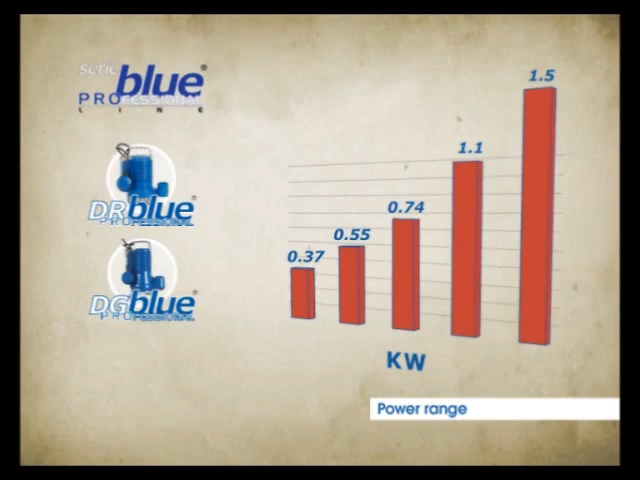 serie blue®
PROFESSIONAL
LINE
DRblue®
PROFESSIONAL
DGblue®
PROFESSIONAL
1.5
1.1
0.74
0.55
0.37
KW
Power range